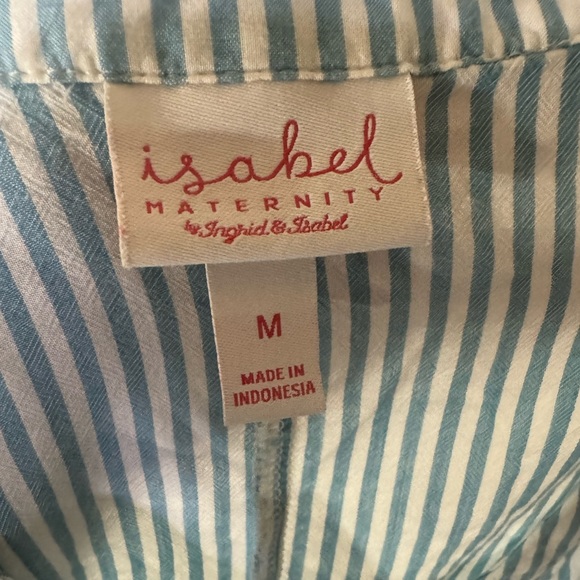 isabel
MATERNITY
by Ingrid & Isabel
M
MADE IN
INDONESIA